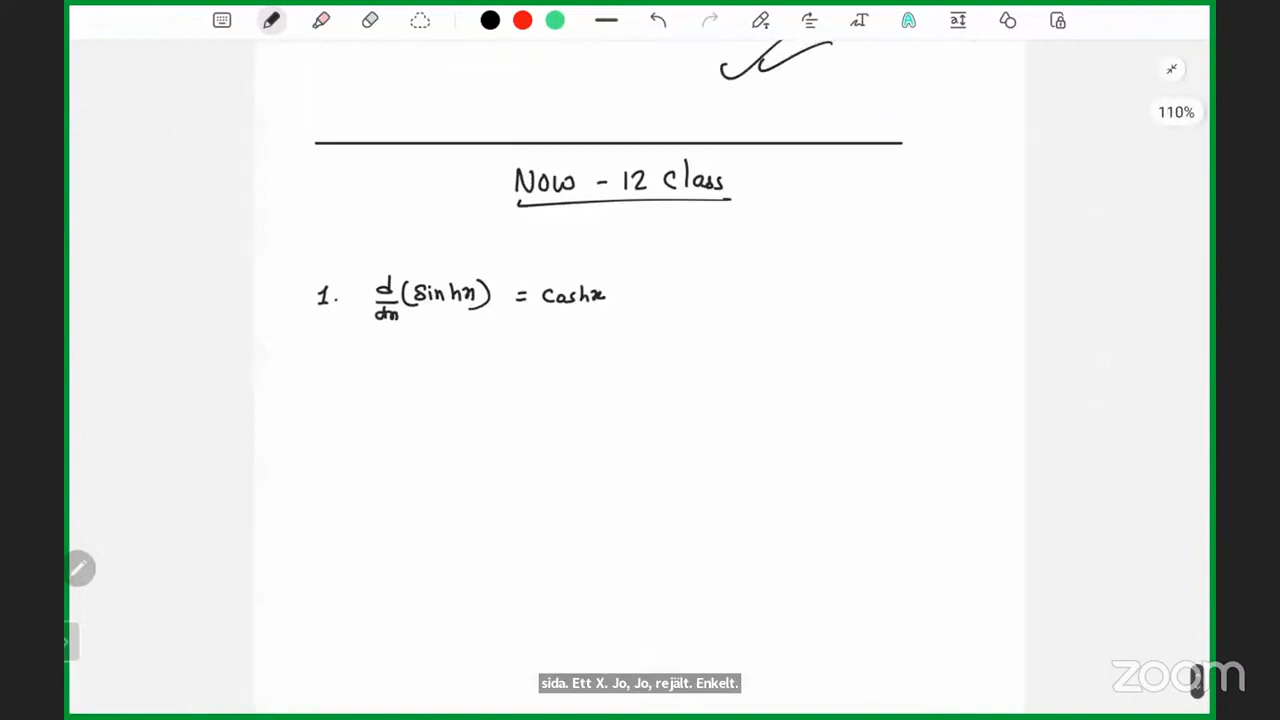 110%
Now - 12 Class
1. d/dx (Sinhx) = Coshx
sida. Ett X. Jo, Jo, rejält. Enkelt.
zoom